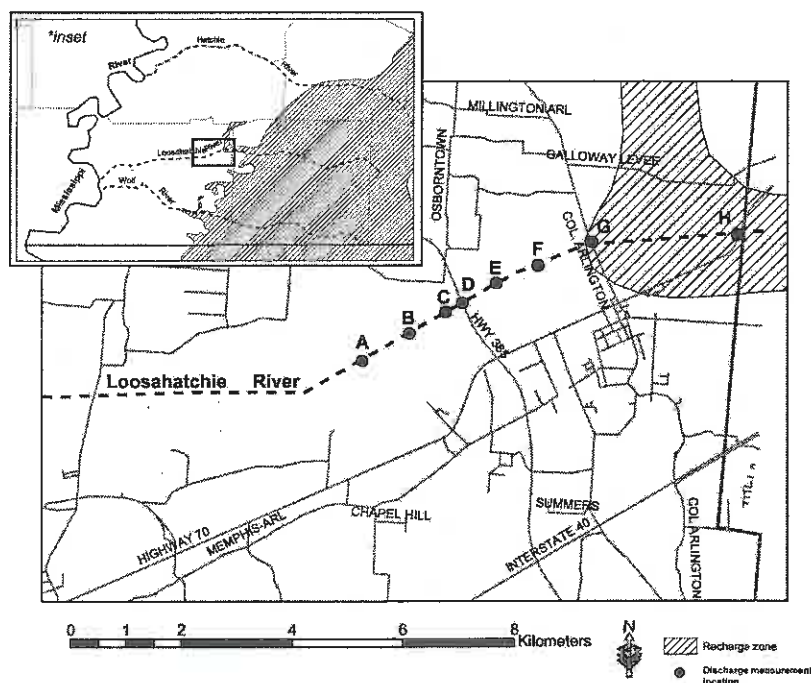 *Inset
Hatchie
River
River
Loosahatchie
Wolf
River
Mississippi
MILLINGTON ARL
GALLOWAY LEVEE
OSBORNTOWN
COL. ARLINGTON
A
B
C
D
E
F
G
H
HWY 385
Loosahatchie River
HIGHWAY 70
MEMPHIS-ARL
CHAPEL HILL
SUMMERS
INTERSTATE 40
COL ARLINGTON
0 1 2 4 6 8
Kilometers
N
Recharge zone
Discharge measurement
location